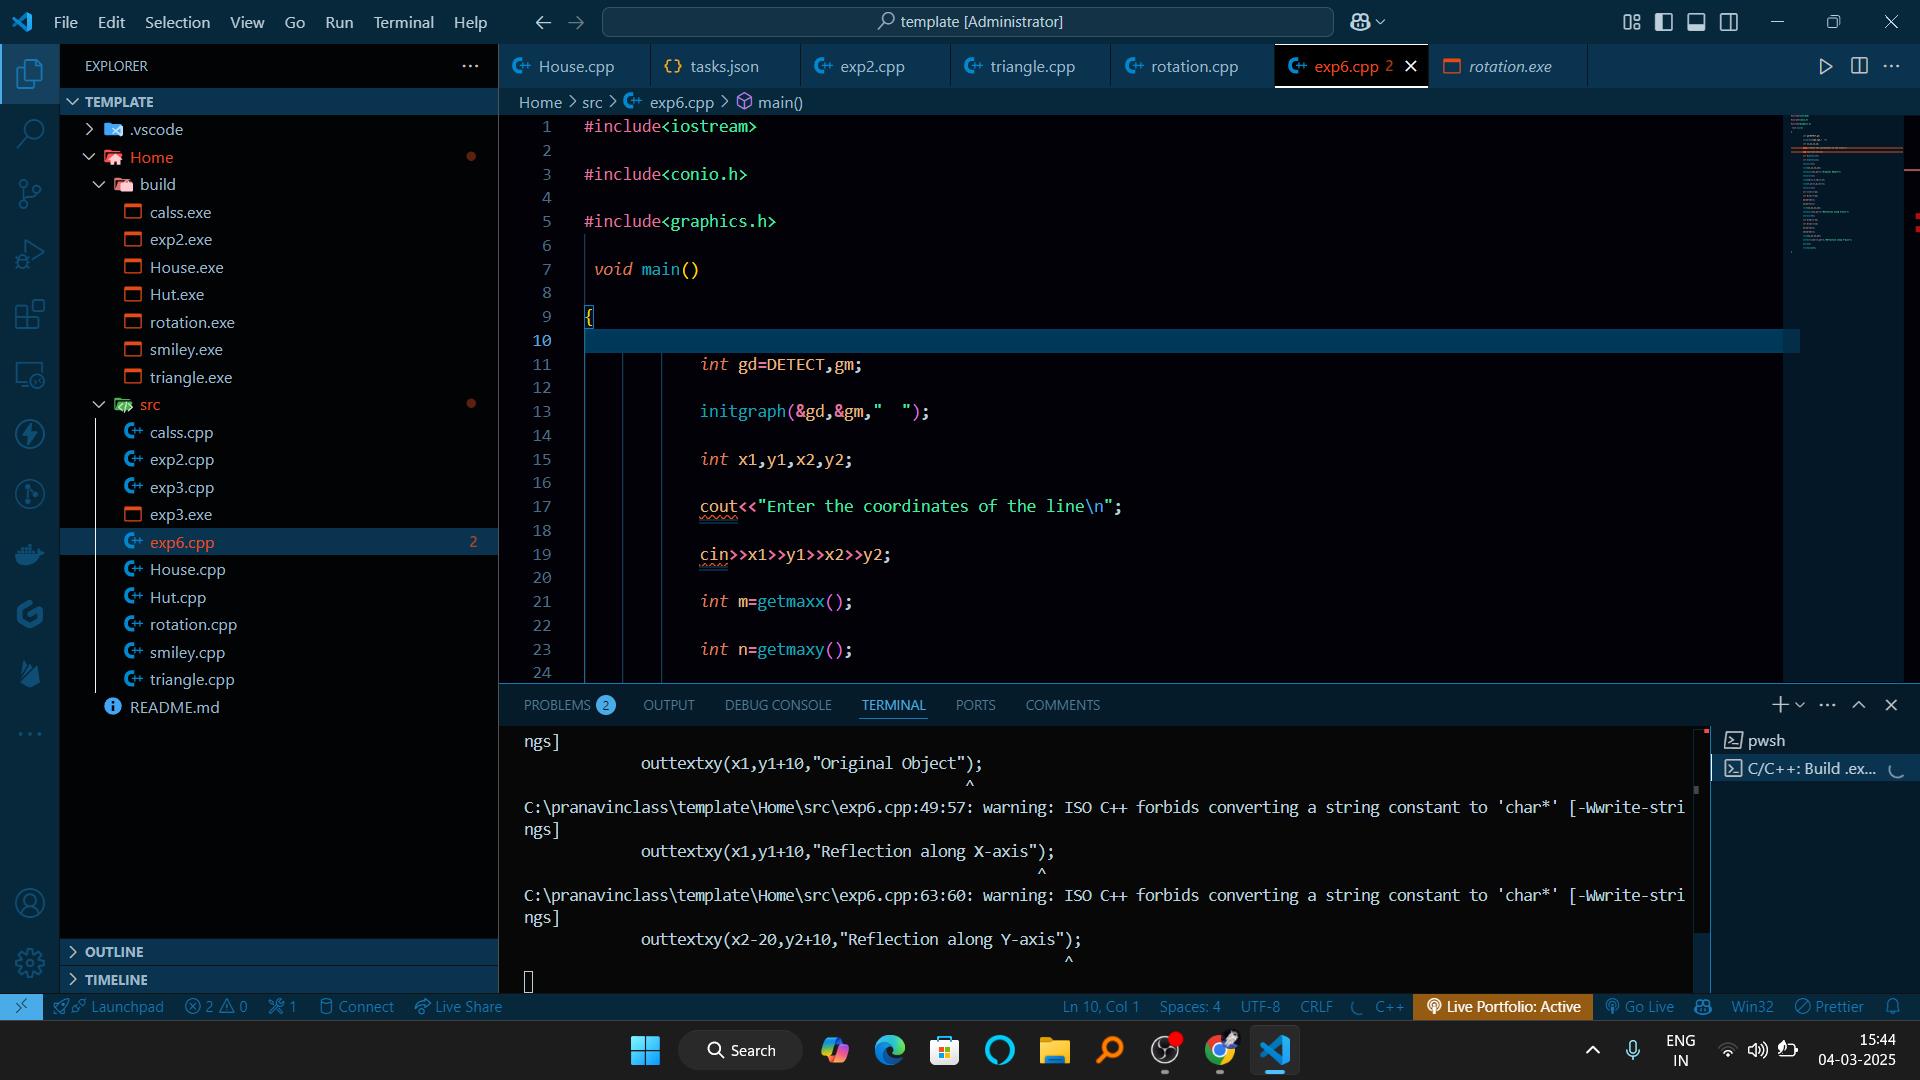 File Edit Selection View Go Run Terminal Help
template [Administrator]
EXPLORER
TEMPLATE
.vscode
Home
build
calss.exe
exp2.exe
House.exe
Hut.exe
rotation.exe
smiley.exe
triangle.exe
src
calss.cpp
exp2.cpp
exp3.cpp
exp3.exe
exp6.cpp 2
House.cpp
Hut.cpp
rotation.cpp
smiley.cpp
triangle.cpp
README.md
OUTLINE
TIMELINE
House.cpp tasks.json exp2.cpp triangle.cpp rotation.cpp exp6.cpp 2 rotation.exe
Home > src > exp6.cpp > main()
1 #include<iostream>
2
3 #include<conio.h>
4
5 #include<graphics.h>
6
7 void main()
8
9 {
10
11 int gd=DETECT,gm;
12
13 initgraph(&gd,&gm,"  ");
14
15 int x1,y1,x2,y2;
16
17 cout<<"Enter the coordinates of the line\n";
18
19 cin>>x1>>y1>>x2>>y2;
20
21 int m=getmaxx();
22
23 int n=getmaxy();
24
PROBLEMS 2 OUTPUT DEBUG CONSOLE TERMINAL PORTS COMMENTS
ngs]
outtextxy(x1,y1+10,"Original Object");
^
C:\pranavinclass\template\Home\src\exp6.cpp:49:57: warning: ISO C++ forbids converting a string constant to 'char*' [-Wwrite-stri
ngs]
outtextxy(x1,y1+10,"Reflection along X-axis");
^
C:\pranavinclass\template\Home\src\exp6.cpp:63:60: warning: ISO C++ forbids converting a string constant to 'char*' [-Wwrite-stri
ngs]
outtextxy(x2-20,y2+10,"Reflection along Y-axis");
^
pwsh
C/C++: Build .ex...
Launchpad 2 0 1 Connect Live Share Ln 10, Col 1 Spaces: 4 UTF-8 CRLF C++ Live Portfolio: Active Go Live Win32 Prettier
Search
ENG
IN
15:44
04-03-2025